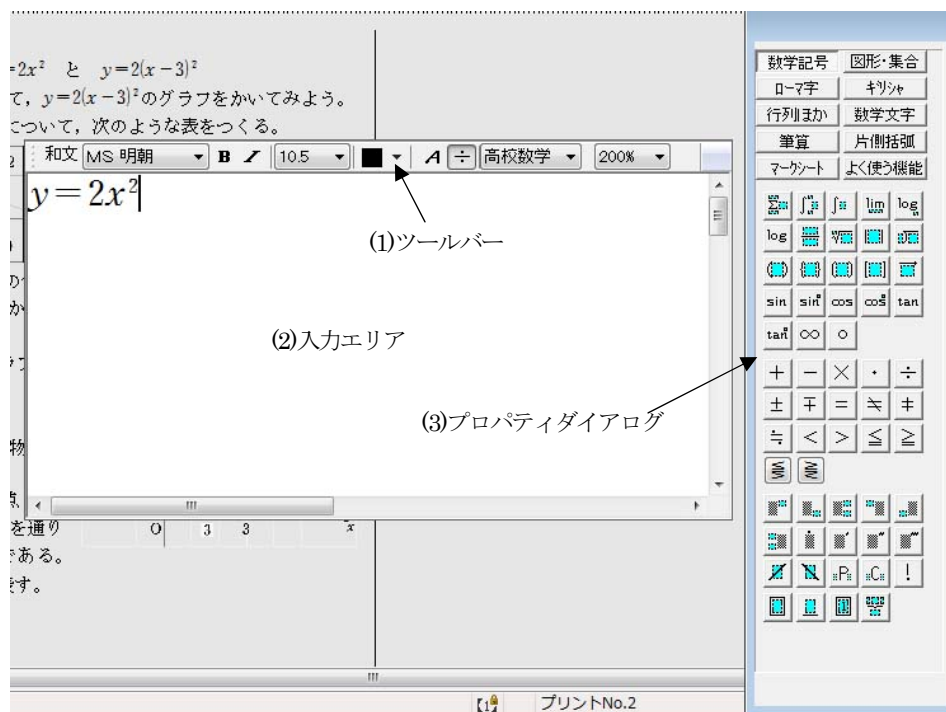 =2x² と y=2(x−3)²
て，y=2(x−3)²のグラフをかいてみよう。
について，次のような表をつくる。
和文 MS 明朝 B I 10.5 A ÷ 高校数学 200%
y＝2x²
(1)ツールバー
(2)入力エリア
(3)プロパティダイアログ
の
か
物
点
を通り O 3 3 x
である。
です。
プリントNo.2
数学記号 図形・集合
ローマ字 ギリシャ
行列ほか 数学文字
筆算 片側括弧
マークシート よく使う機能
Σ ∫ ∫ lim log
log √
sin sin cos cos tan
tan ∞ ○
＋ − × ・ ÷
± ∓ = ≒ ≠
≒ < > ≦ ≧
P C !